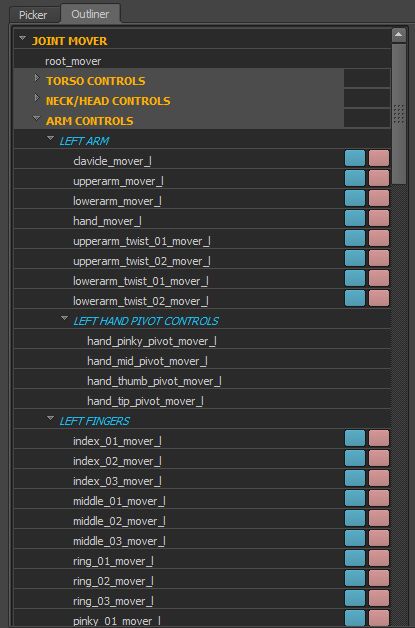 Picker Outliner
JOINT MOVER
root_mover
TORSO CONTROLS
NECK/HEAD CONTROLS
ARM CONTROLS
LEFT ARM
clavicle_mover_l
upperarm_mover_l
lowerarm_mover_l
hand_mover_l
upperarm_twist_01_mover_l
upperarm_twist_02_mover_l
lowerarm_twist_01_mover_l
lowerarm_twist_02_mover_l
LEFT HAND PIVOT CONTROLS
hand_pinky_pivot_mover_l
hand_mid_pivot_mover_l
hand_thumb_pivot_mover_l
hand_tip_pivot_mover_l
LEFT FINGERS
index_01_mover_l
index_02_mover_l
index_03_mover_l
middle_01_mover_l
middle_02_mover_l
middle_03_mover_l
ring_01_mover_l
ring_02_mover_l
ring_03_mover_l
pinky_01_mover_l